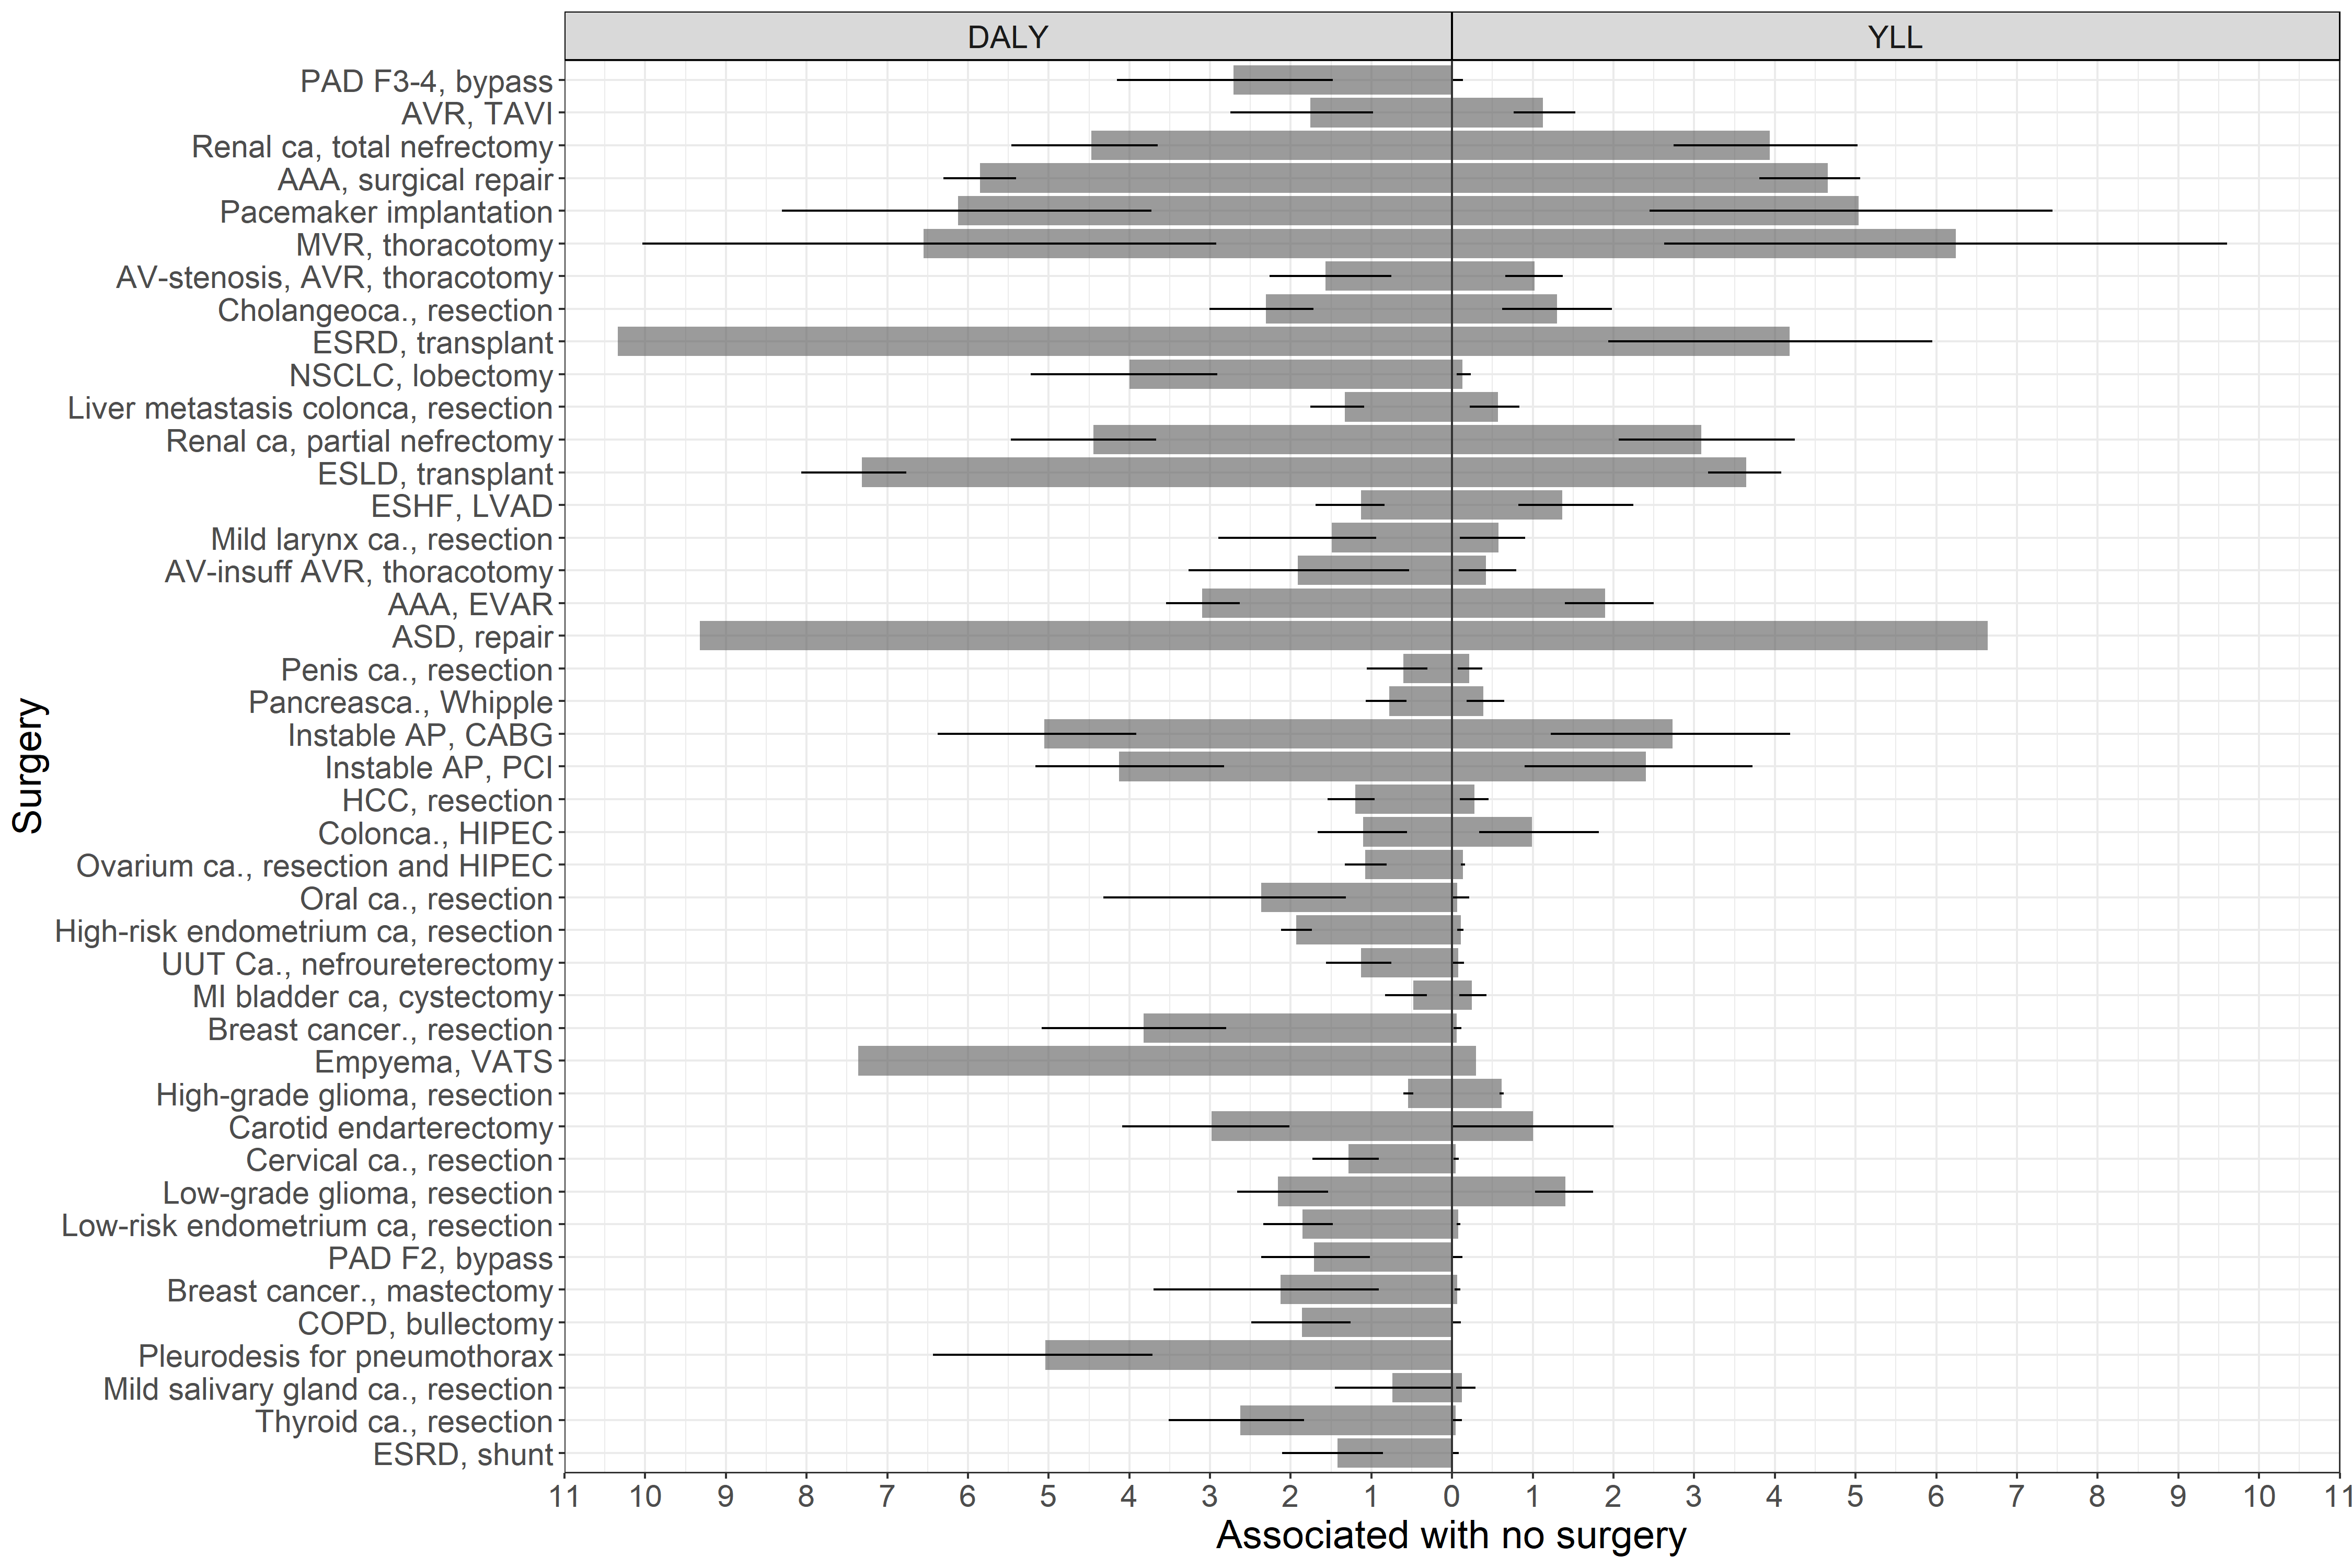 DALY YLL
PAD F3-4, bypass
AVR, TAVI
Renal ca, total nefrectomy
AAA, surgical repair
Pacemaker implantation
MVR, thoracotomy
AV-stenosis, AVR, thoracotomy
Cholangeoca., resection
ESRD, transplant
NSCLC, lobectomy
Liver metastasis colonca, resection
Renal ca, partial nefrectomy
ESLD, transplant
ESHF, LVAD
Mild larynx ca., resection
AV-insuff AVR, thoracotomy
AAA, EVAR
ASD, repair
Penis ca., resection
Pancreasca., Whipple
Instable AP, CABG
Instable AP, PCI
HCC, resection
Colonca., HIPEC
Ovarium ca., resection and HIPEC
Oral ca., resection
High-risk endometrium ca, resection
UUT Ca., nefroureterectomy
MI bladder ca, cystectomy
Breast cancer., resection
Empyema, VATS
High-grade glioma, resection
Carotid endarterectomy
Cervical ca., resection
Low-grade glioma, resection
Low-risk endometrium ca, resection
PAD F2, bypass
Breast cancer., mastectomy
COPD, bullectomy
Pleurodesis for pneumothorax
Mild salivary gland ca., resection
Thyroid ca., resection
ESRD, shunt
Surgery
11 10 9 8 7 6 5 4 3 2 1 0 1 2 3 4 5 6 7 8 9 10 11
Associated with no surgery